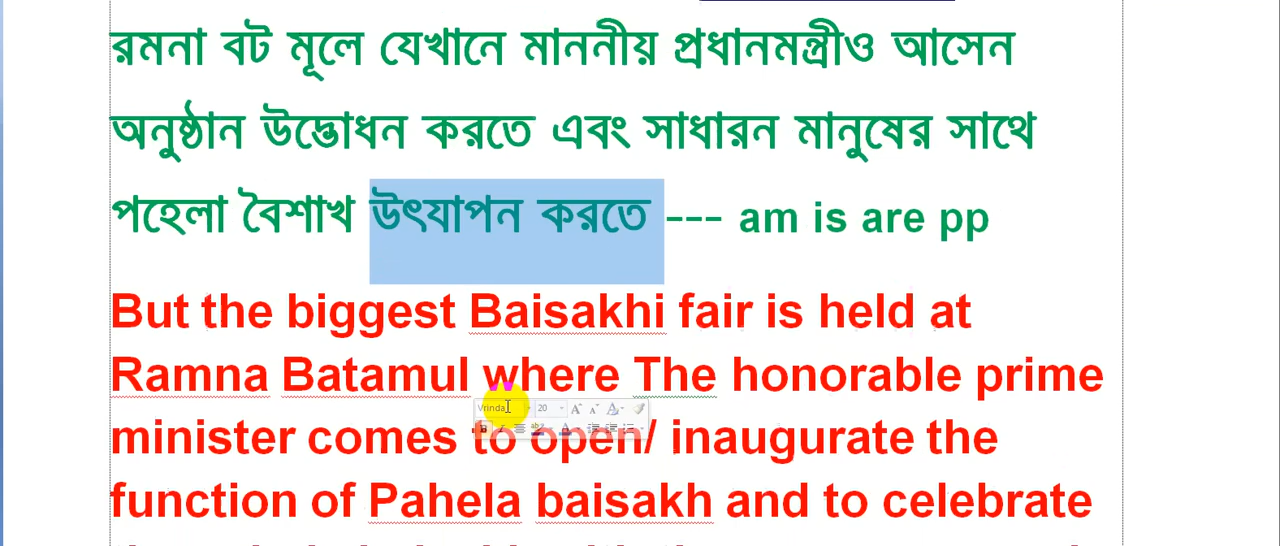 রমনা বট মূলে যেখানে মাননীয় প্রধানমন্ত্রীও আসেন
অনুষ্ঠান উদ্ভোধন করতে এবং সাধারন মানুষের সাথে
পহেলা বৈশাখ উৎযাপন করতে --- am is are pp
But the biggest Baisakhi fair is held at
Ramna Batamul where The honorable prime
Vrinda 20
minister comes to open/ inaugurate the
function of Pahela baisakh and to celebrate